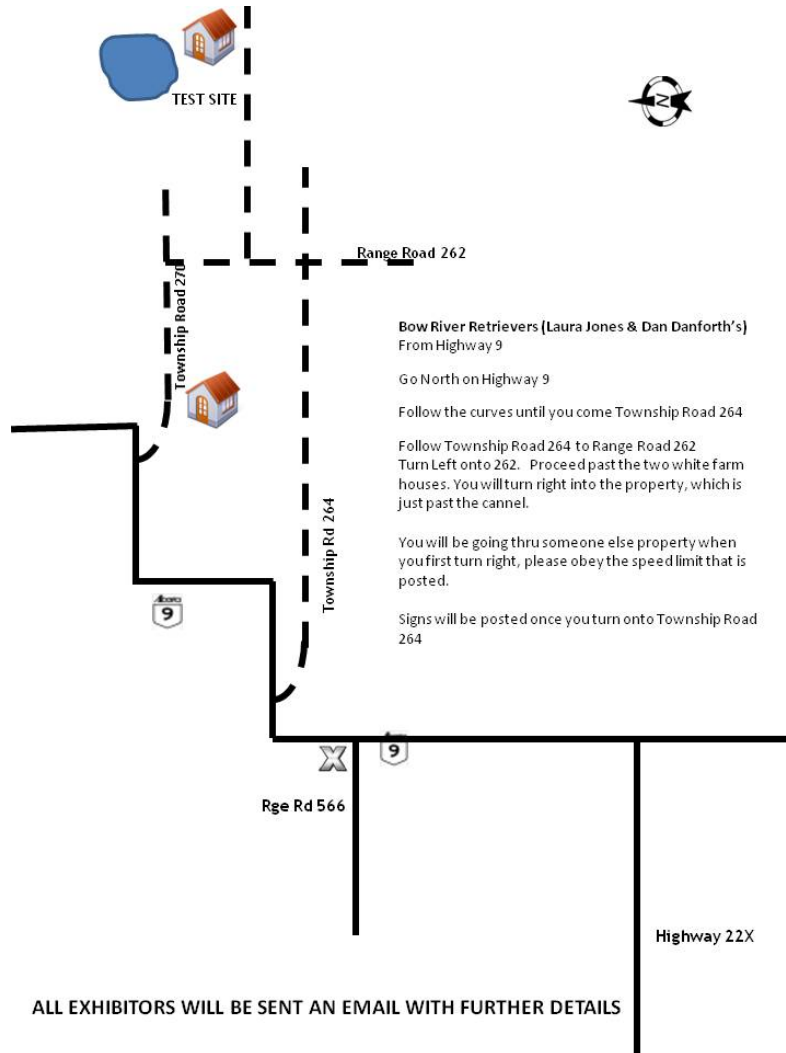 TEST SITE
N
Range Road 262
Township Road 270
Bow River Retrievers (Laura Jones & Dan Danforth's)
From Highway 9
Go North on Highway 9
Follow the curves until you come Township Road 264
Follow Township Road 264 to Range Road 262
Turn Left onto 262. Proceed past the two white farm
houses. You will turn right into the property, which is
just past the cannel.
You will be going thru someone else property when
you first turn right, please obey the speed limit that is
posted.
Signs will be posted once you turn onto Township Road
264
Township Rd 264
Alberta
9
9
X
Rge Rd 566
Highway 22X
ALL EXHIBITORS WILL BE SENT AN EMAIL WITH FURTHER DETAILS